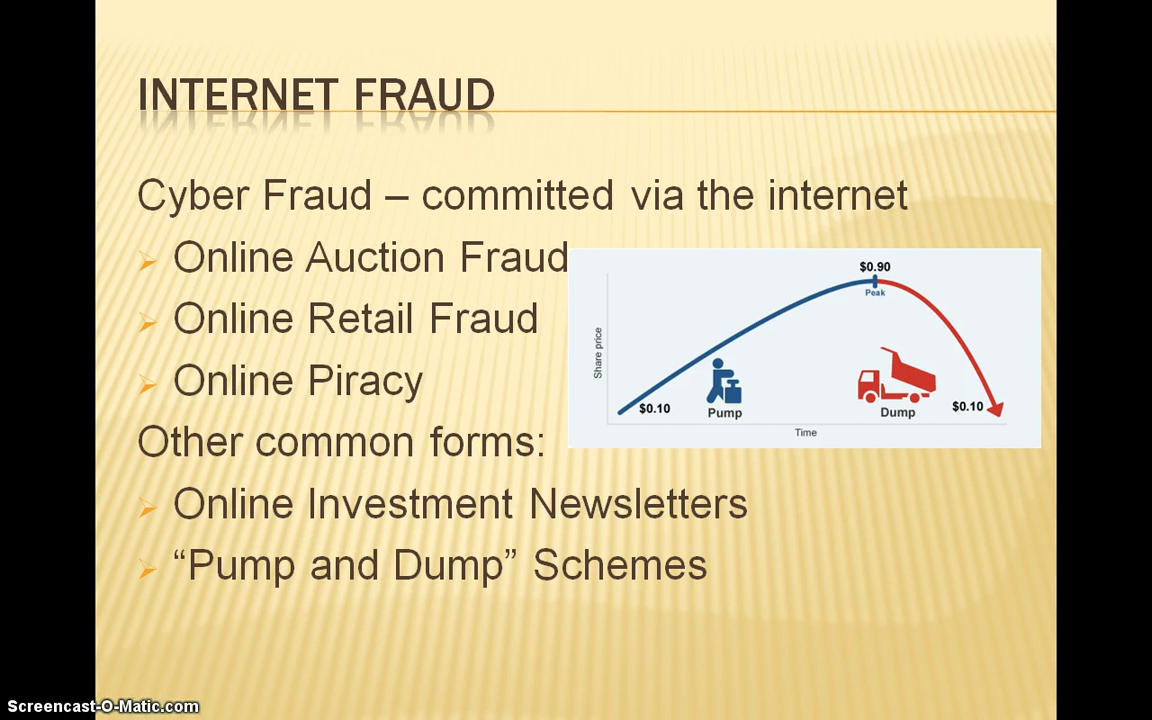 INTERNET FRAUD
Cyber Fraud – committed via the internet
Online Auction Fraud
Online Retail Fraud
Online Piracy
Other common forms:
Online Investment Newsletters
“Pump and Dump” Schemes
$0.90
Peak
Share price
$0.10
Pump
Dump
$0.10
Time
Screencast-O-Matic.com